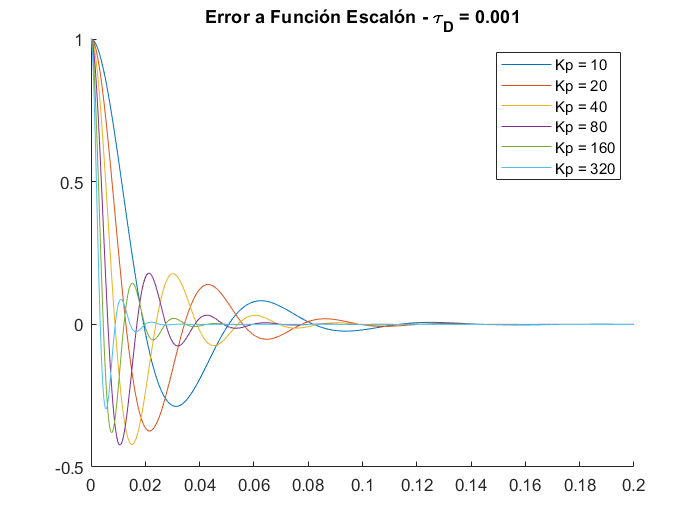 Error a Función Escalón - τD = 0.001
1
0.5
0
-0.5
Kp = 10
Kp = 20
Kp = 40
Kp = 80
Kp = 160
Kp = 320
0 0.02 0.04 0.06 0.08 0.1 0.12 0.14 0.16 0.18 0.2